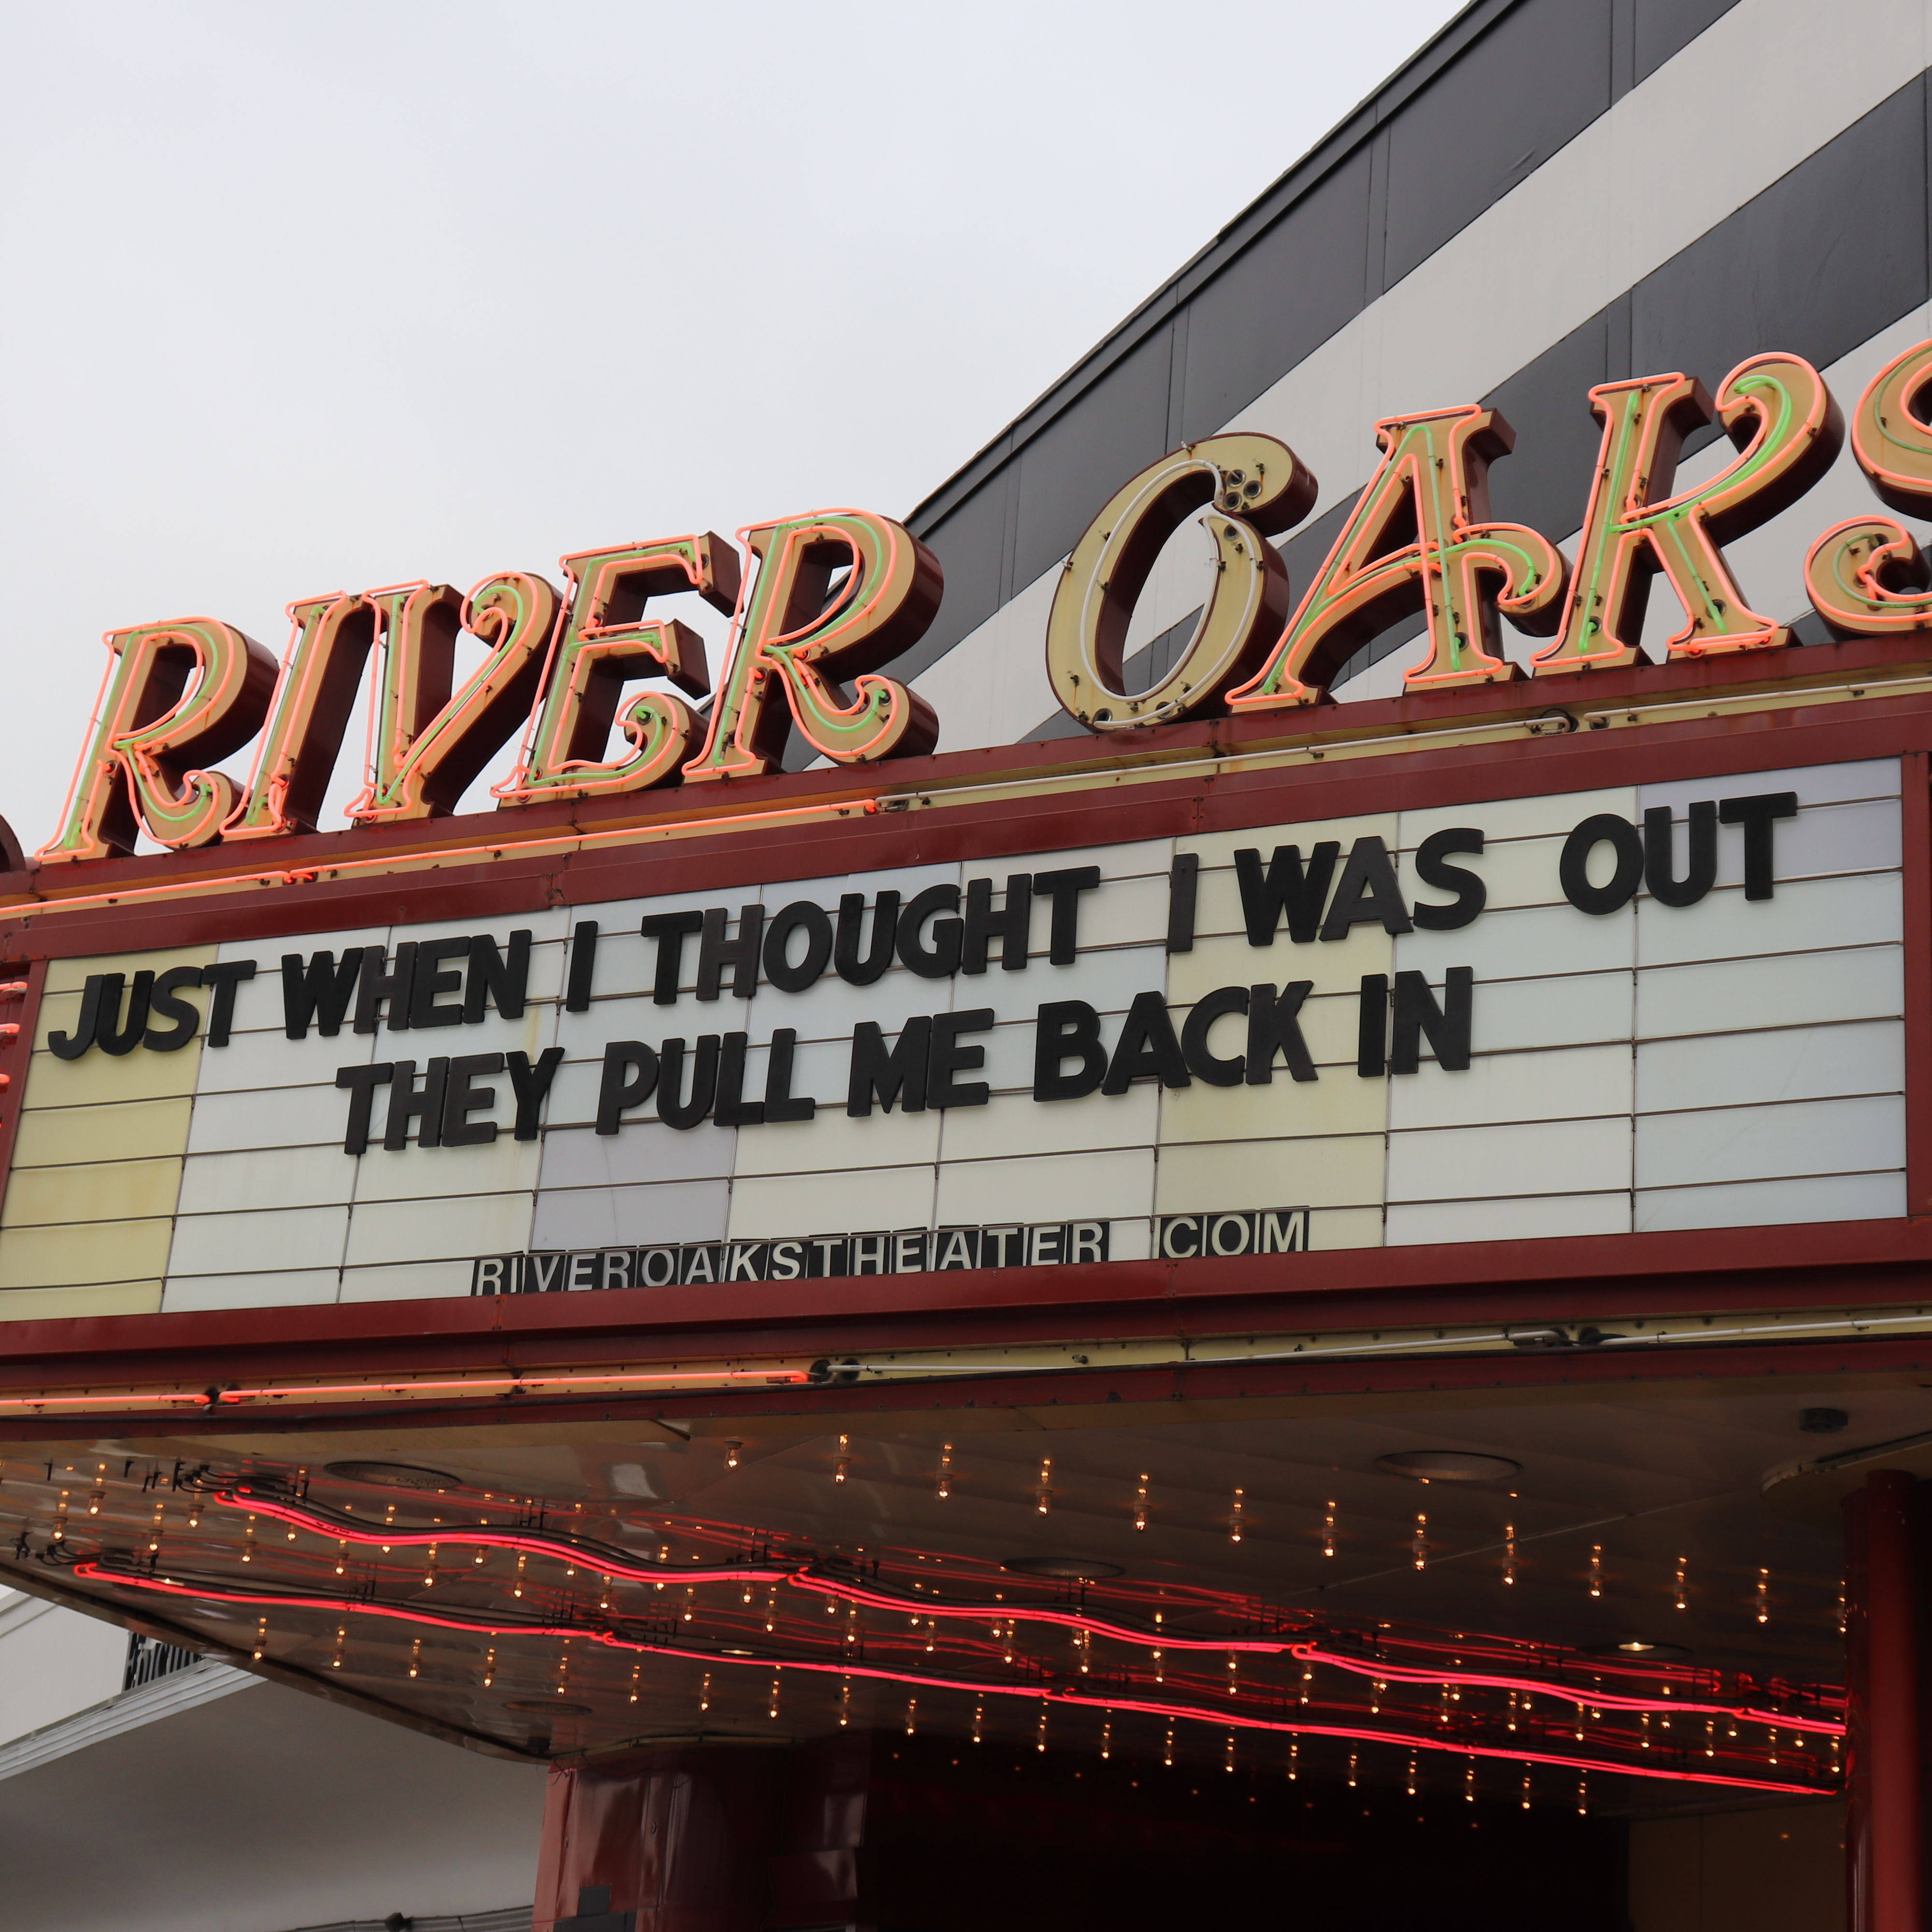 RIVER OAKS
JUST WHEN I THOUGHT I WAS OUT
THEY PULL ME BACK IN
RIVEROAKSTHEATER COM